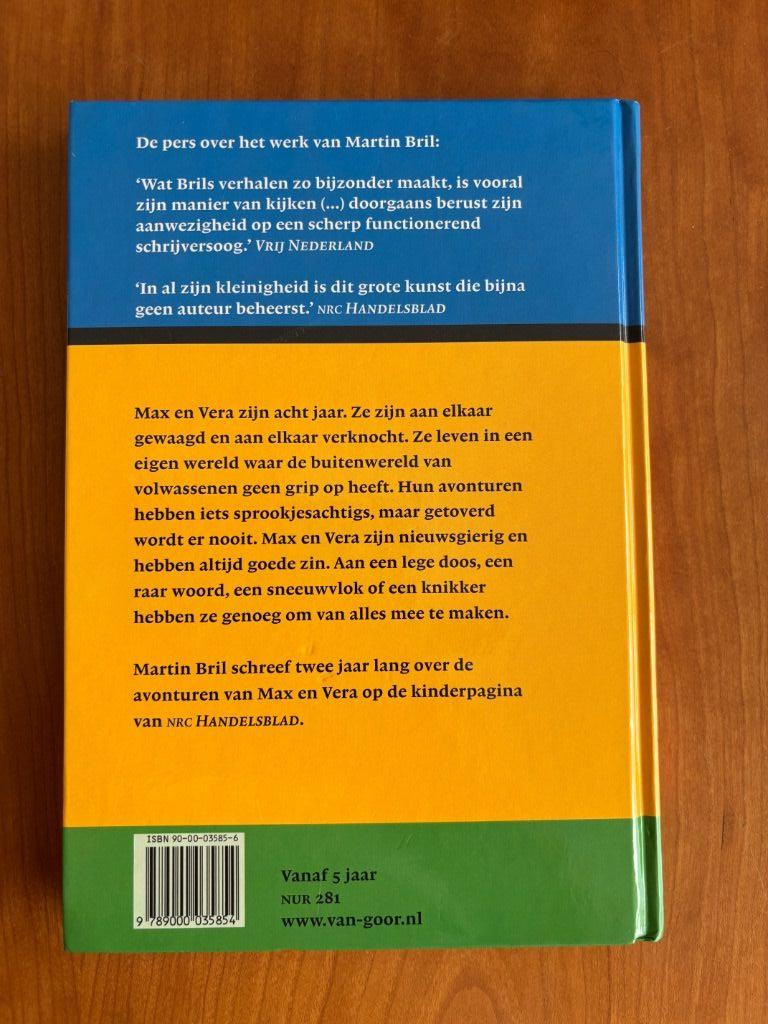 De pers over het werk van Martin Bril:
‘Wat Brils verhalen zo bijzonder maakt, is vooral
zijn manier van kijken (...) doorgaans berust zijn
aanwezigheid op een scherp functionerend
schrijversoog.’ VRIJ NEDERLAND
‘In al zijn kleinigheid is dit grote kunst die bijna
geen auteur beheerst.’ NRC HANDELSBLAD
Max en Vera zijn acht jaar. Ze zijn aan elkaar
gewaagd en aan elkaar verknocht. Ze leven in een
eigen wereld waar de buitenwereld van
volwassenen geen grip op heeft. Hun avonturen
hebben iets sprookjesachtigs, maar getoverd
wordt er nooit. Max en Vera zijn nieuwsgierig en
hebben altijd goede zin. Aan een lege doos, een
raar woord, een sneeuwvlok of een knikker
hebben ze genoeg om van alles mee te maken.
Martin Bril schreef twee jaar lang over de
avonturen van Max en Vera op de kinderpagina
van NRC HANDELSBLAD.
ISBN 90-00-03585-6
9 789000 035854
Vanaf 5 jaar
NUR 281
www.van-goor.nl